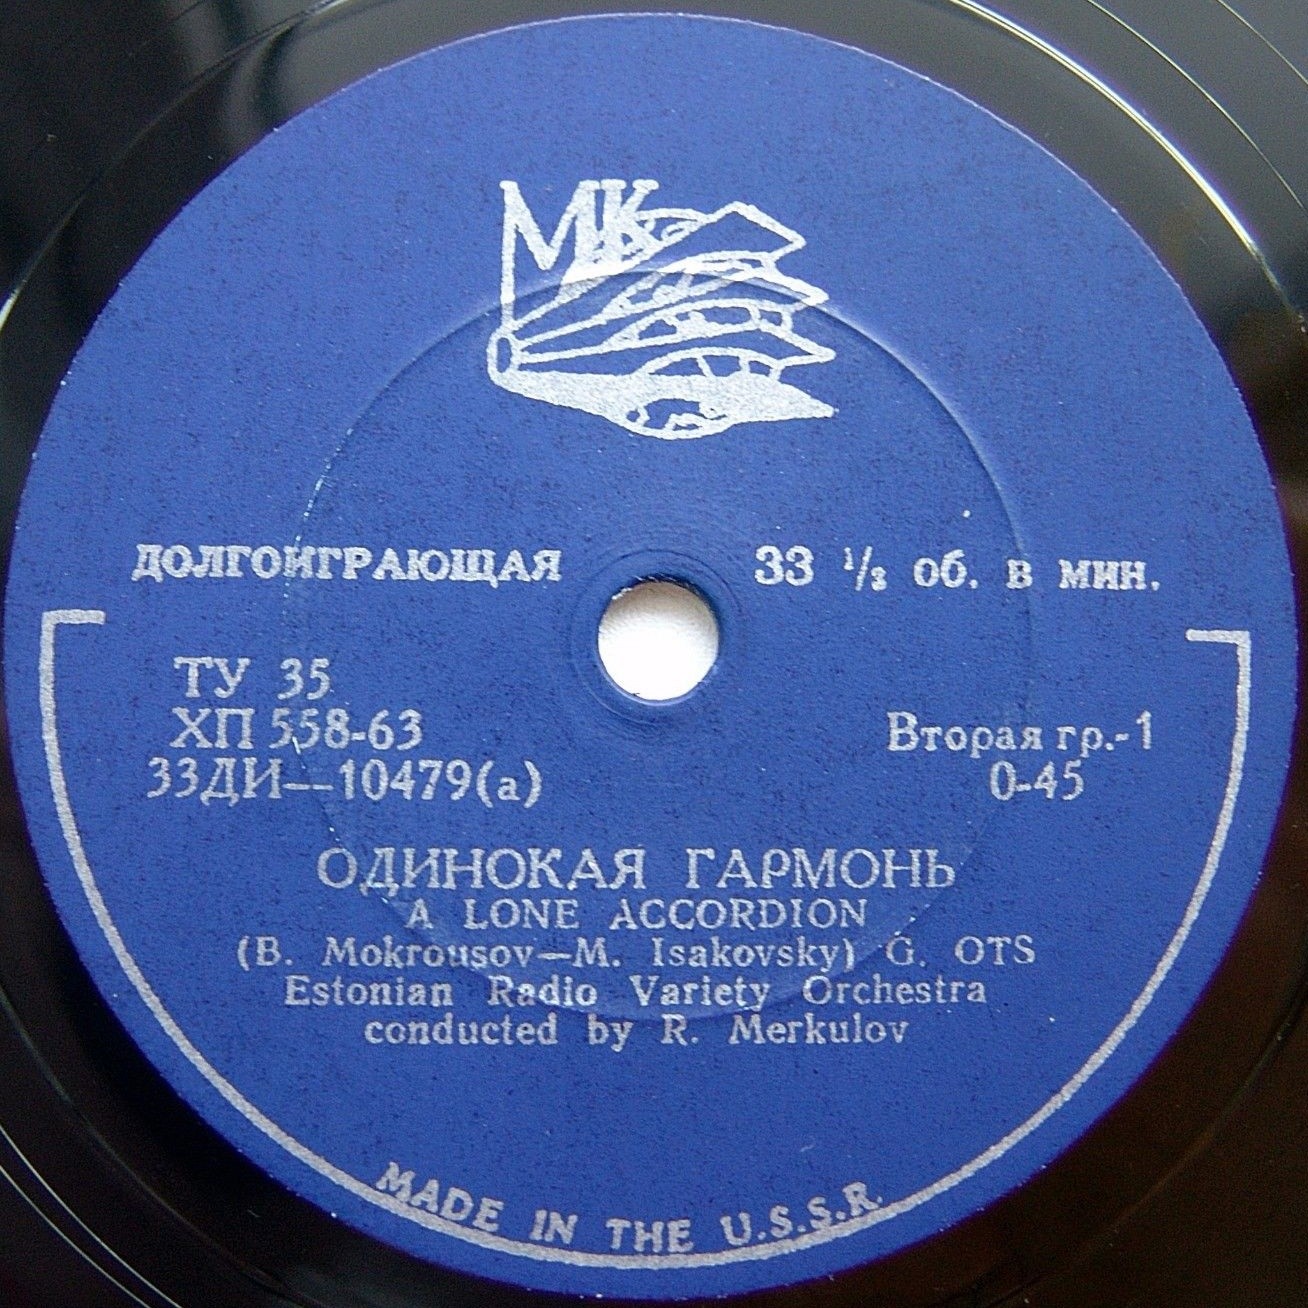 МК
ДОЛГОИГРАЮЩАЯ 33 ⅓ об. в мин.
ТУ 35
ХП 558-63
33ДИ—10479(а)
Вторая гр.-1
0-45
ОДИНОКАЯ ГАРМОНЬ
A LONE ACCORDION
(B. Mokrousov—M. Isakovsky) G. OTS
Estonian Radio Variety Orchestra
conducted by R. Merkulov
MADE IN THE U.S.S.R.